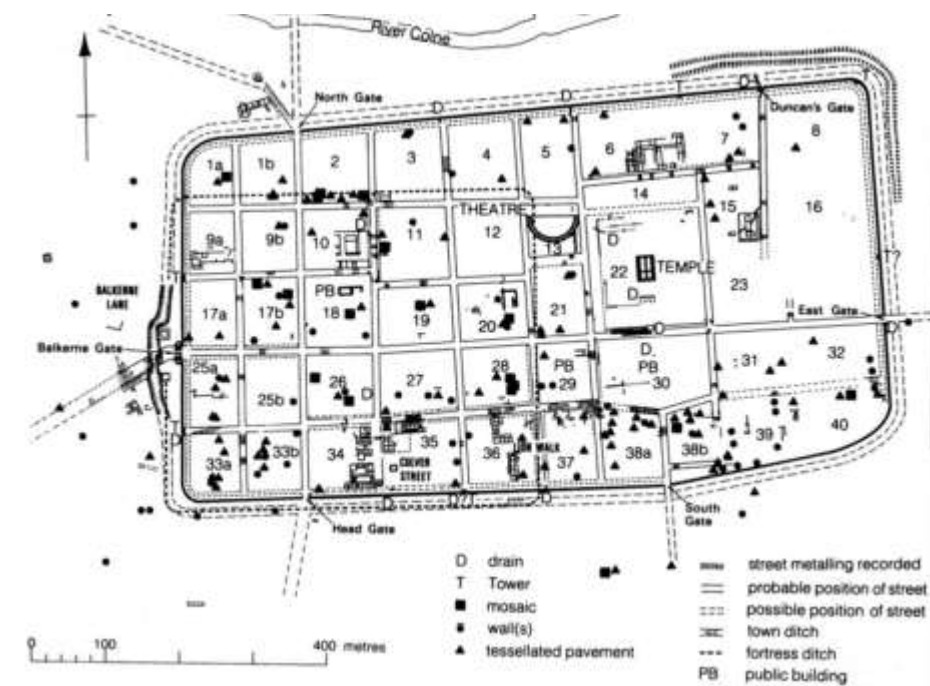 River Colne
North Gate
D
D
T
D
T
Duncan's Gate
1a
1b
2
3
4
5
6
7
8
14
15
16
THEATRE
9a
9b
10
11
12
13
D
22
TEMPLE
23
T?
BALKERNE
LANE
PB
17a
17b
18
19
20
21
D
East Gate
D
Balkerne Gate
D
D
PB
PB
25a
25b
26
D
27
28
29
30
31
32
33a
33b
34
35
36
WALK
37
38a
38b
39
40
CULVER
STREET
D
D
D(?)
D
Head Gate
South
Gate
D drain
T Tower
mosaic
wall(s)
tessellated pavement
street metalling recorded
probable position of street
possible position of street
town ditch
fortress ditch
PB public building
0 100 400 metres